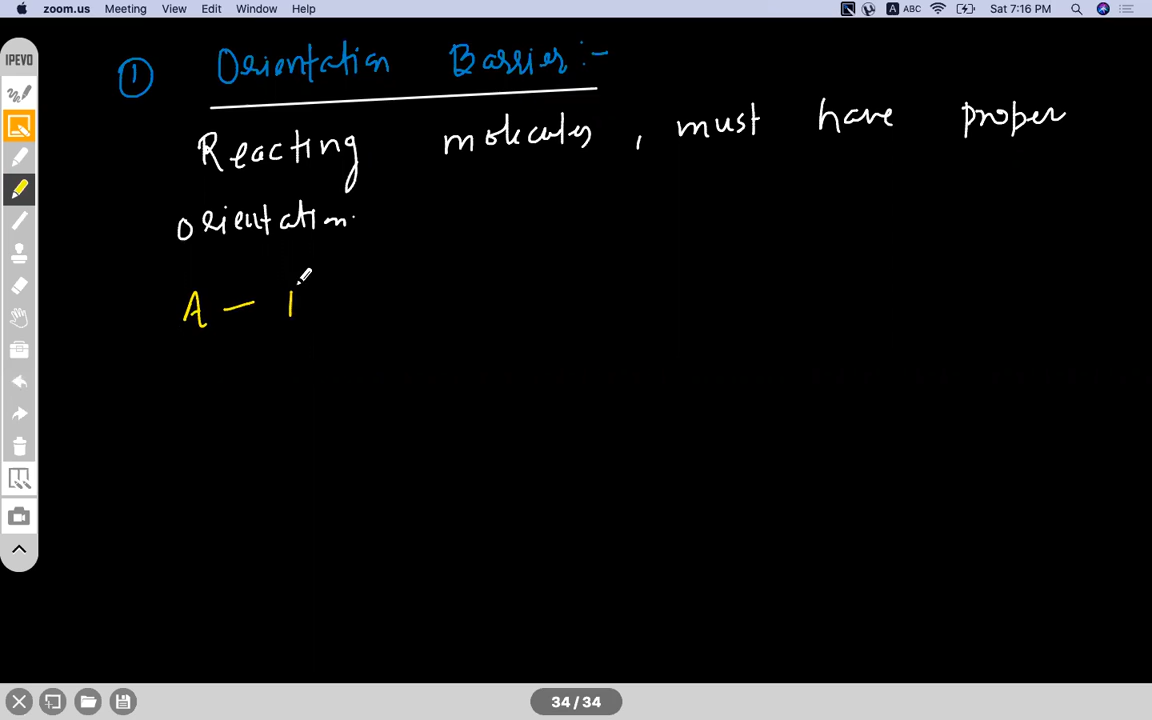 zoom.us Meeting View Edit Window Help
A ABC Sat 7:16 PM
IPEVO
① Orientation Barrier:-
Reacting molecules, must have proper
orientation.
A — I
34 / 34